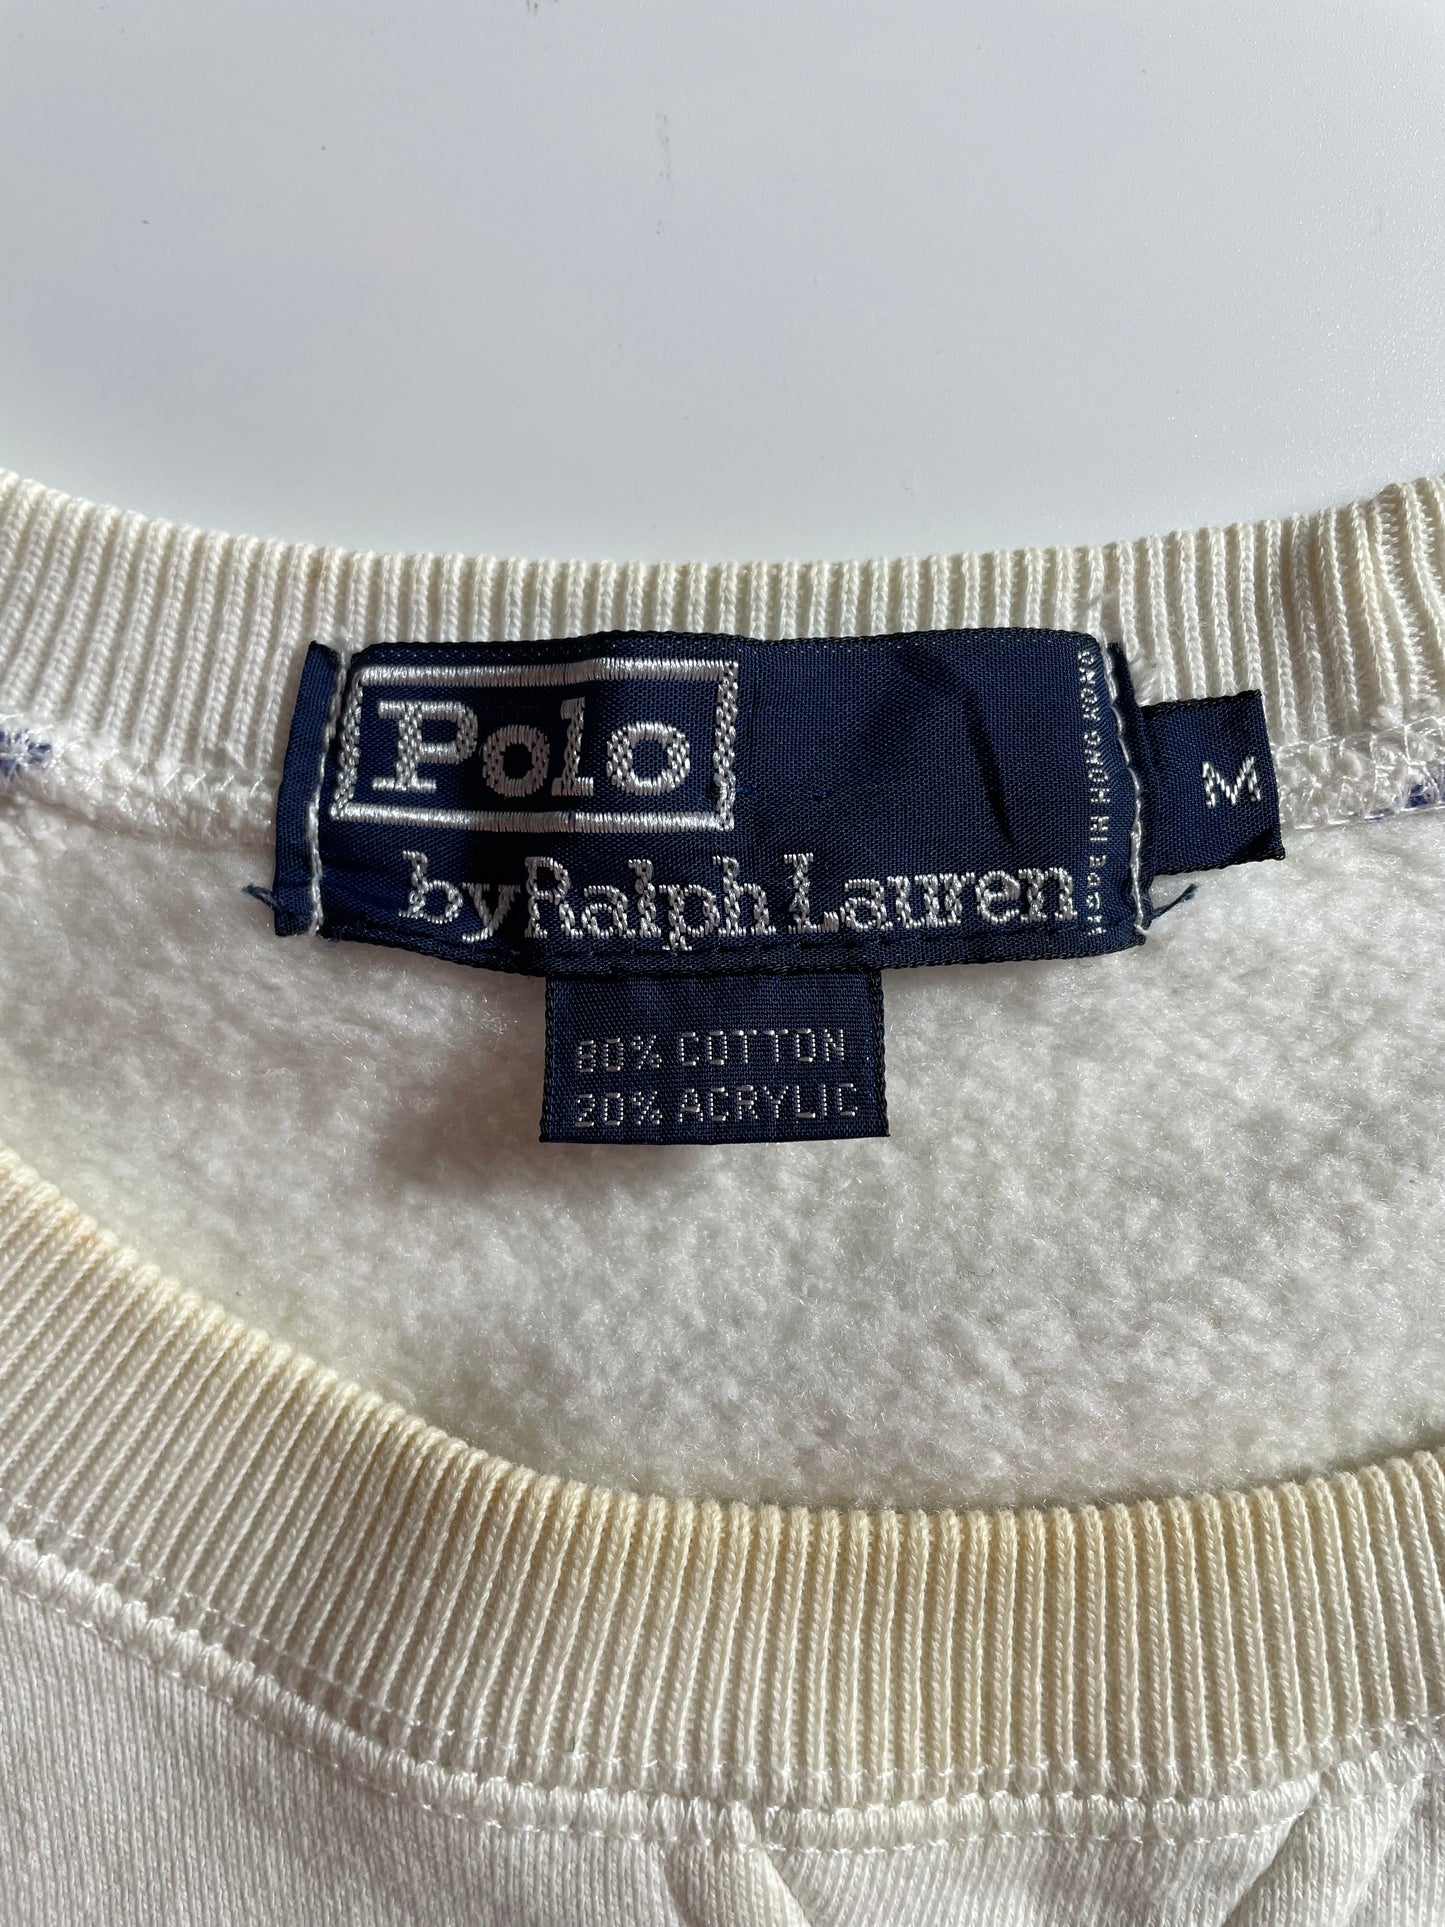 Polo
by Ralph Lauren
MADE IN HONG KONG
M
80% COTTON
20% ACRYLIC